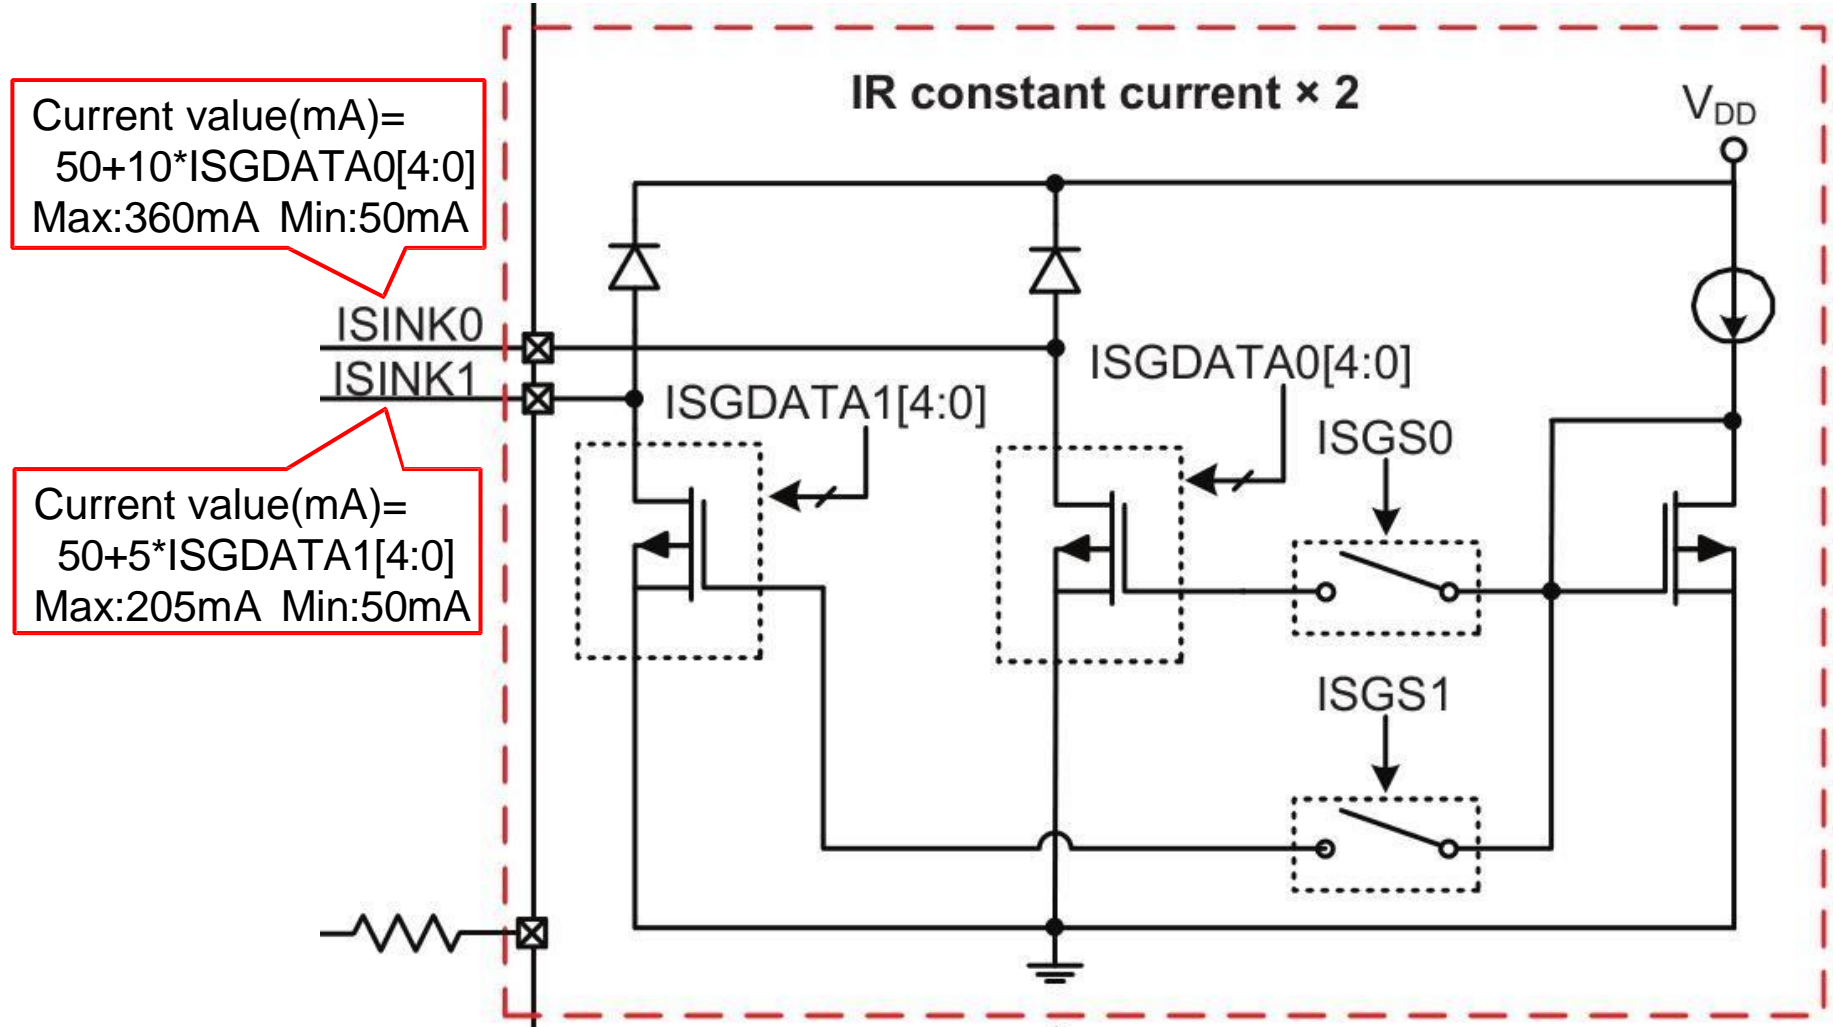 IR constant current × 2
Current value(mA)=
50+10*ISGDATA0[4:0]
Max:360mA Min:50mA
VDD
ISINK0
ISINK1
ISGDATA0[4:0]
ISGDATA1[4:0]
ISGS0
Current value(mA)=
50+5*ISGDATA1[4:0]
Max:205mA Min:50mA
ISGS1